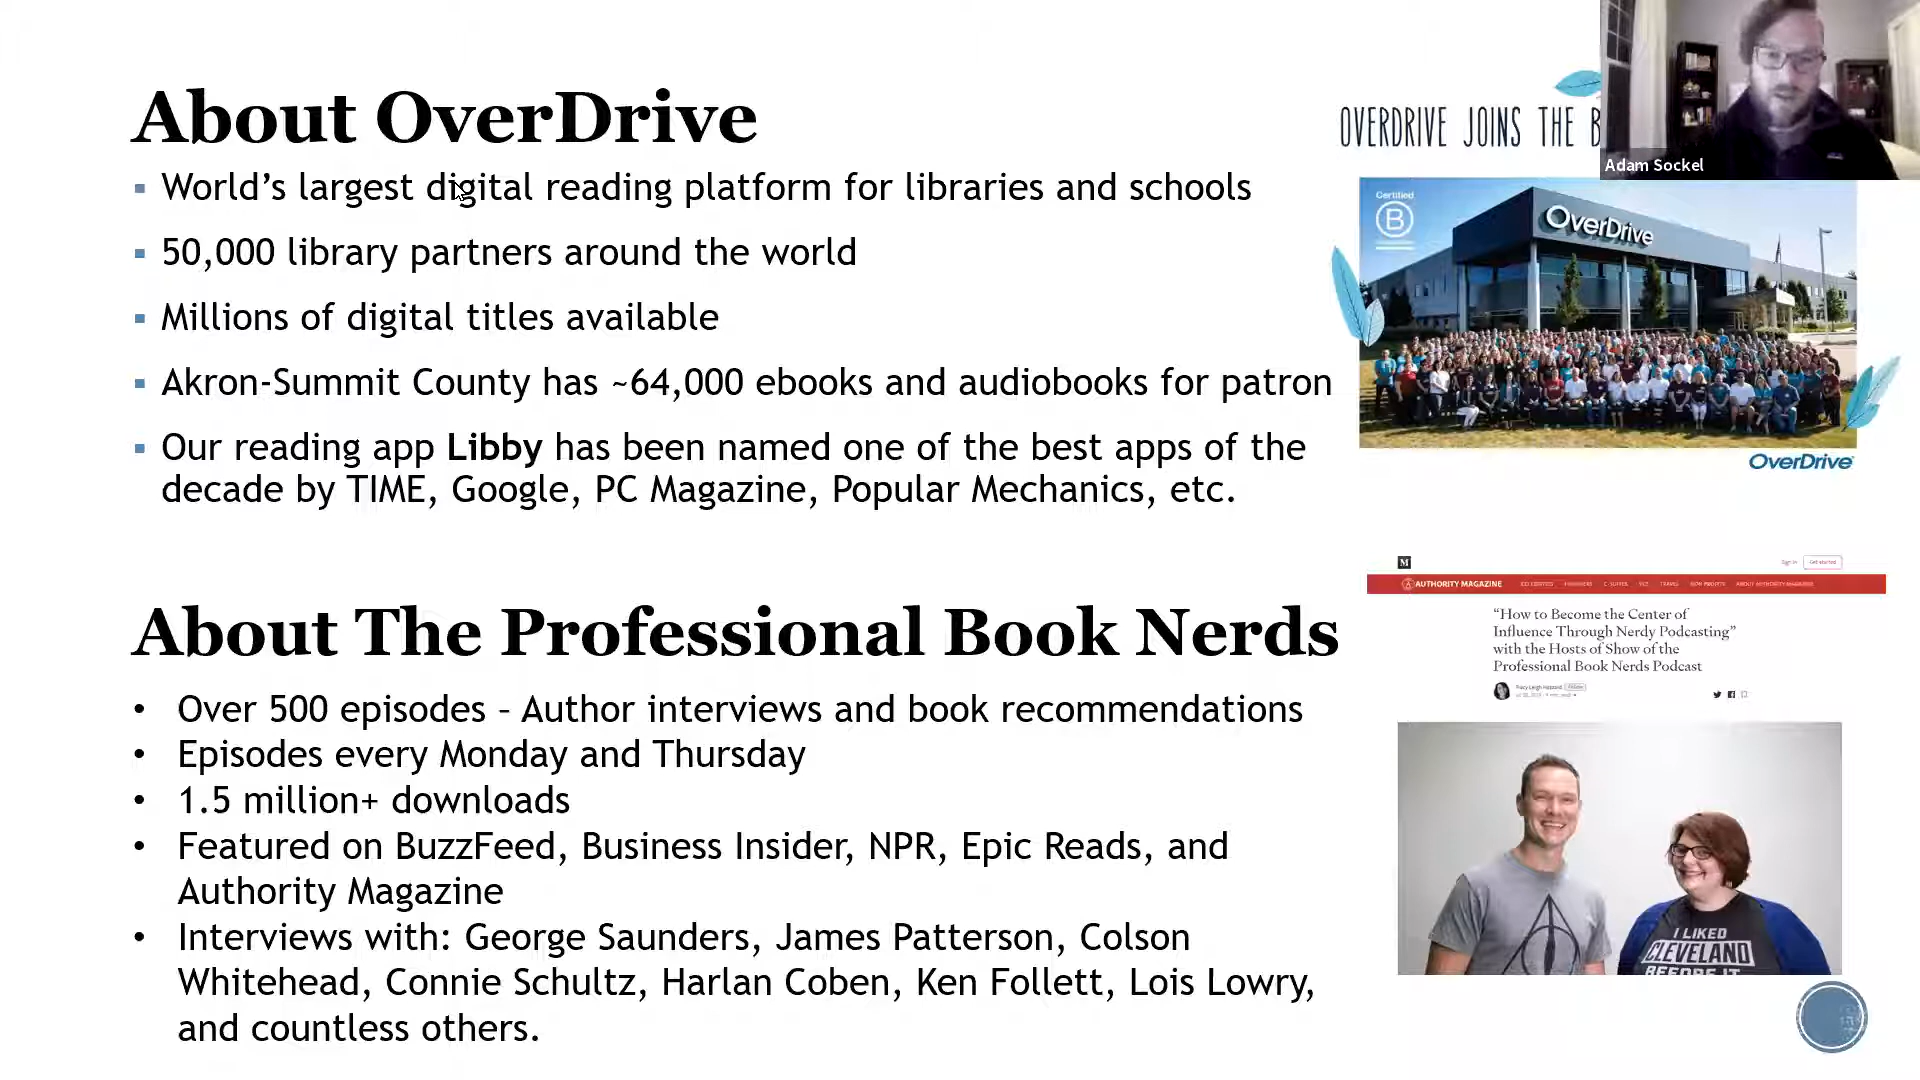 About OverDrive
World’s largest digital reading platform for libraries and schools
50,000 library partners around the world
Millions of digital titles available
Akron-Summit County has ~64,000 ebooks and audiobooks for patron
Our reading app Libby has been named one of the best apps of the
decade by TIME, Google, PC Magazine, Popular Mechanics, etc.
OVERDRIVE JOINS THE B
Adam Sockel
Certified
B
OverDrive
OverDrive
About The Professional Book Nerds
Over 500 episodes – Author interviews and book recommendations
Episodes every Monday and Thursday
1.5 million+ downloads
Featured on BuzzFeed, Business Insider, NPR, Epic Reads, and
Authority Magazine
Interviews with: George Saunders, James Patterson, Colson
Whitehead, Connie Schultz, Harlan Coben, Ken Follett, Lois Lowry,
and countless others.
M
Sign in Get started
AUTHORITY MAGAZINE
“How to Become the Center of
Influence Through Nerdy Podcasting”
with the Hosts of Show of the
Professional Book Nerds Podcast
I LIKED
CLEVELAND
BEFORE IT